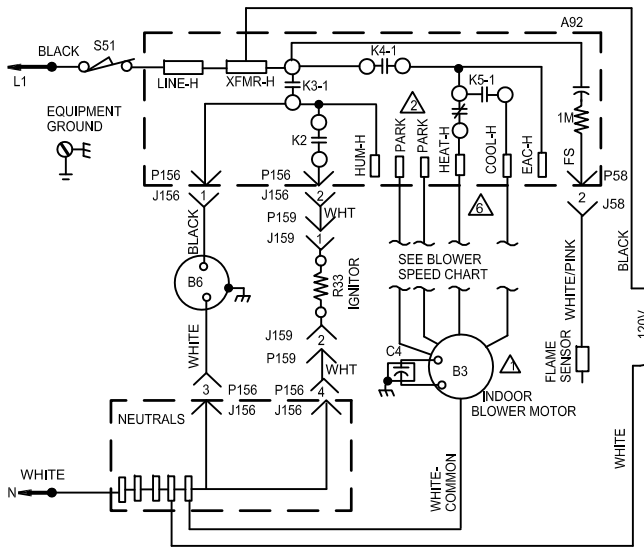 A92
BLACK
S51
L1
LINE-H
XFMR-H
K4-1
K3-1
K5-1
EQUIPMENT
GROUND
K2
HUM-H
PARK
2
PARK
HEAT-H
COOL-H
EAC-H
1M
FS
P156
P156
P58
J156
1
J156
2
6
2
J58
WHT
P159
J159
1
BLACK
SEE BLOWER
SPEED CHART
WHITE/PINK
BLACK
B6
R33
IGNITOR
WHITE
J159
2
P159
WHT
C4
B3
1
FLAME
SENSOR
120V
3
P156
4
P156
J156
J156
INDOOR
BLOWER MOTOR
NEUTRALS
WHITE-
COMMON
WHITE
WHITE
N